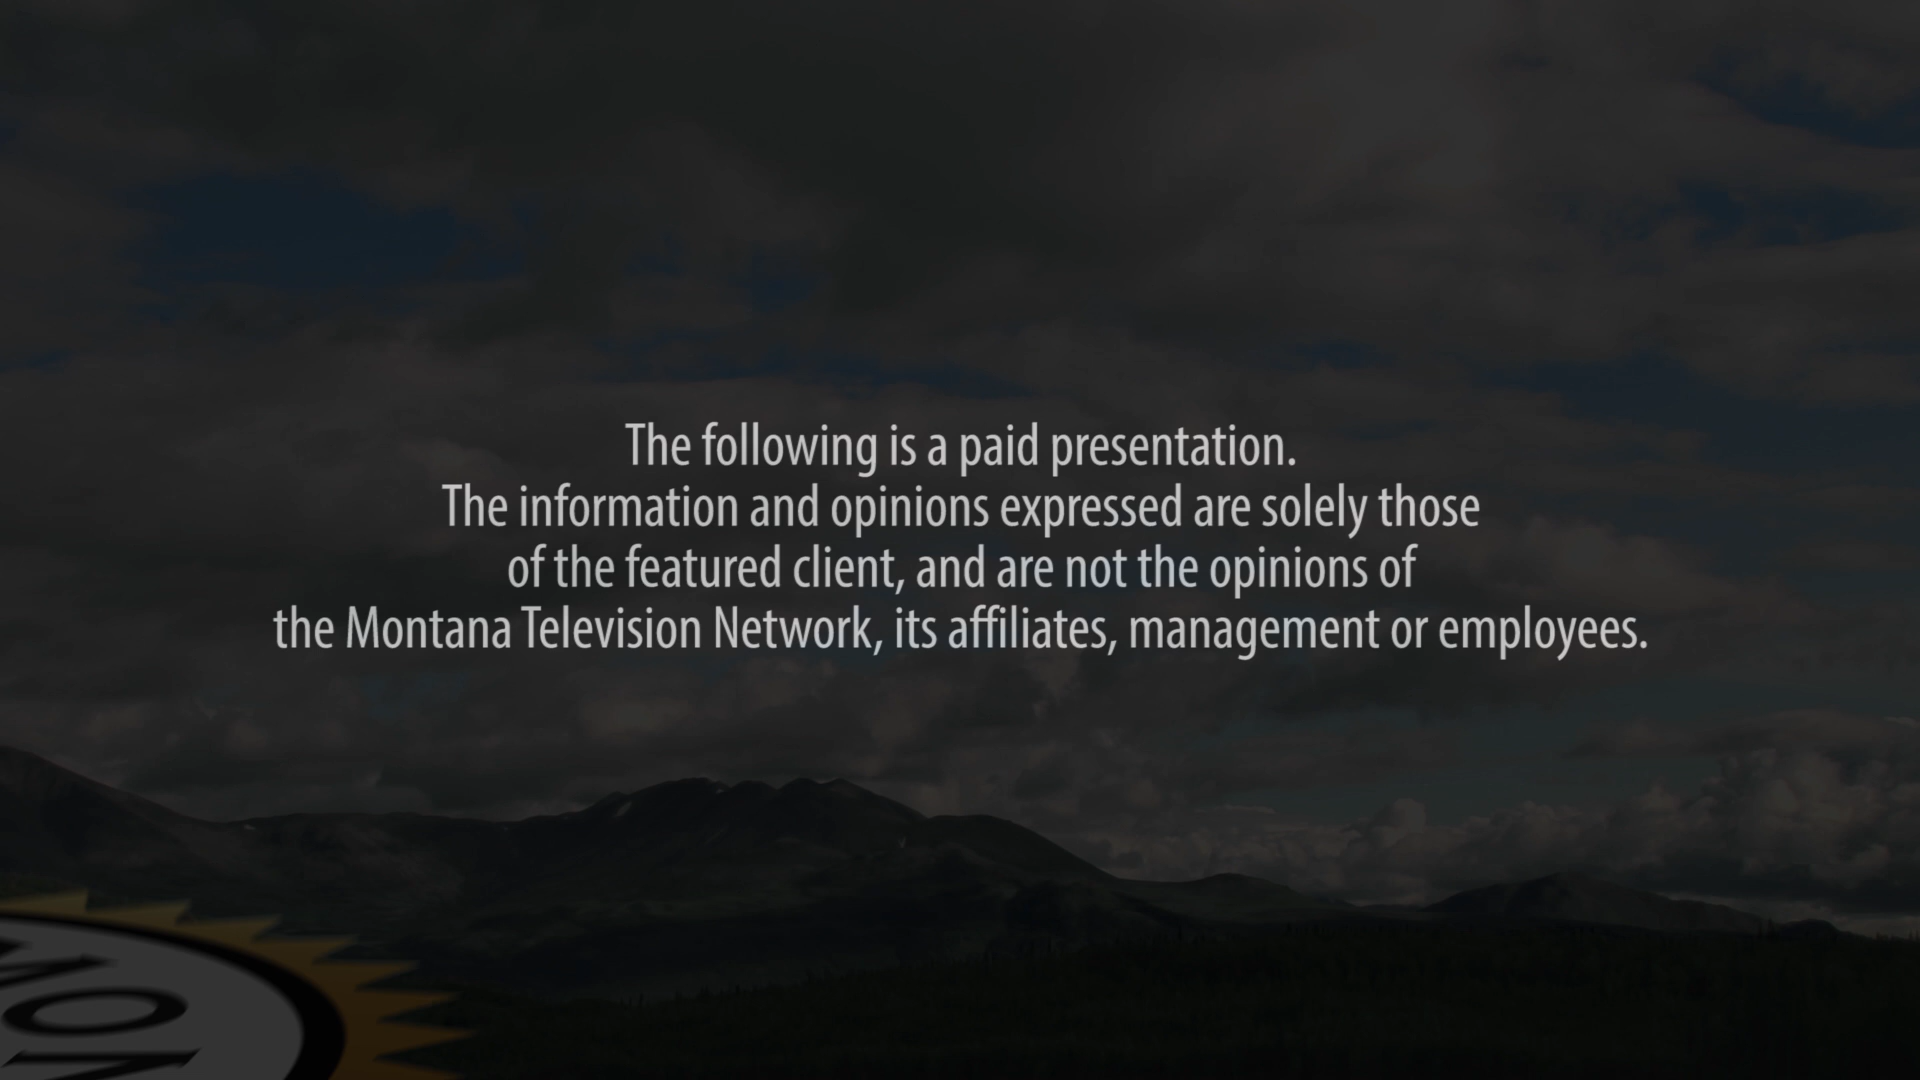 The following is a paid presentation.
The information and opinions expressed are solely those
of the featured client, and are not the opinions of
the Montana Television Network, its affiliates, management or employees.